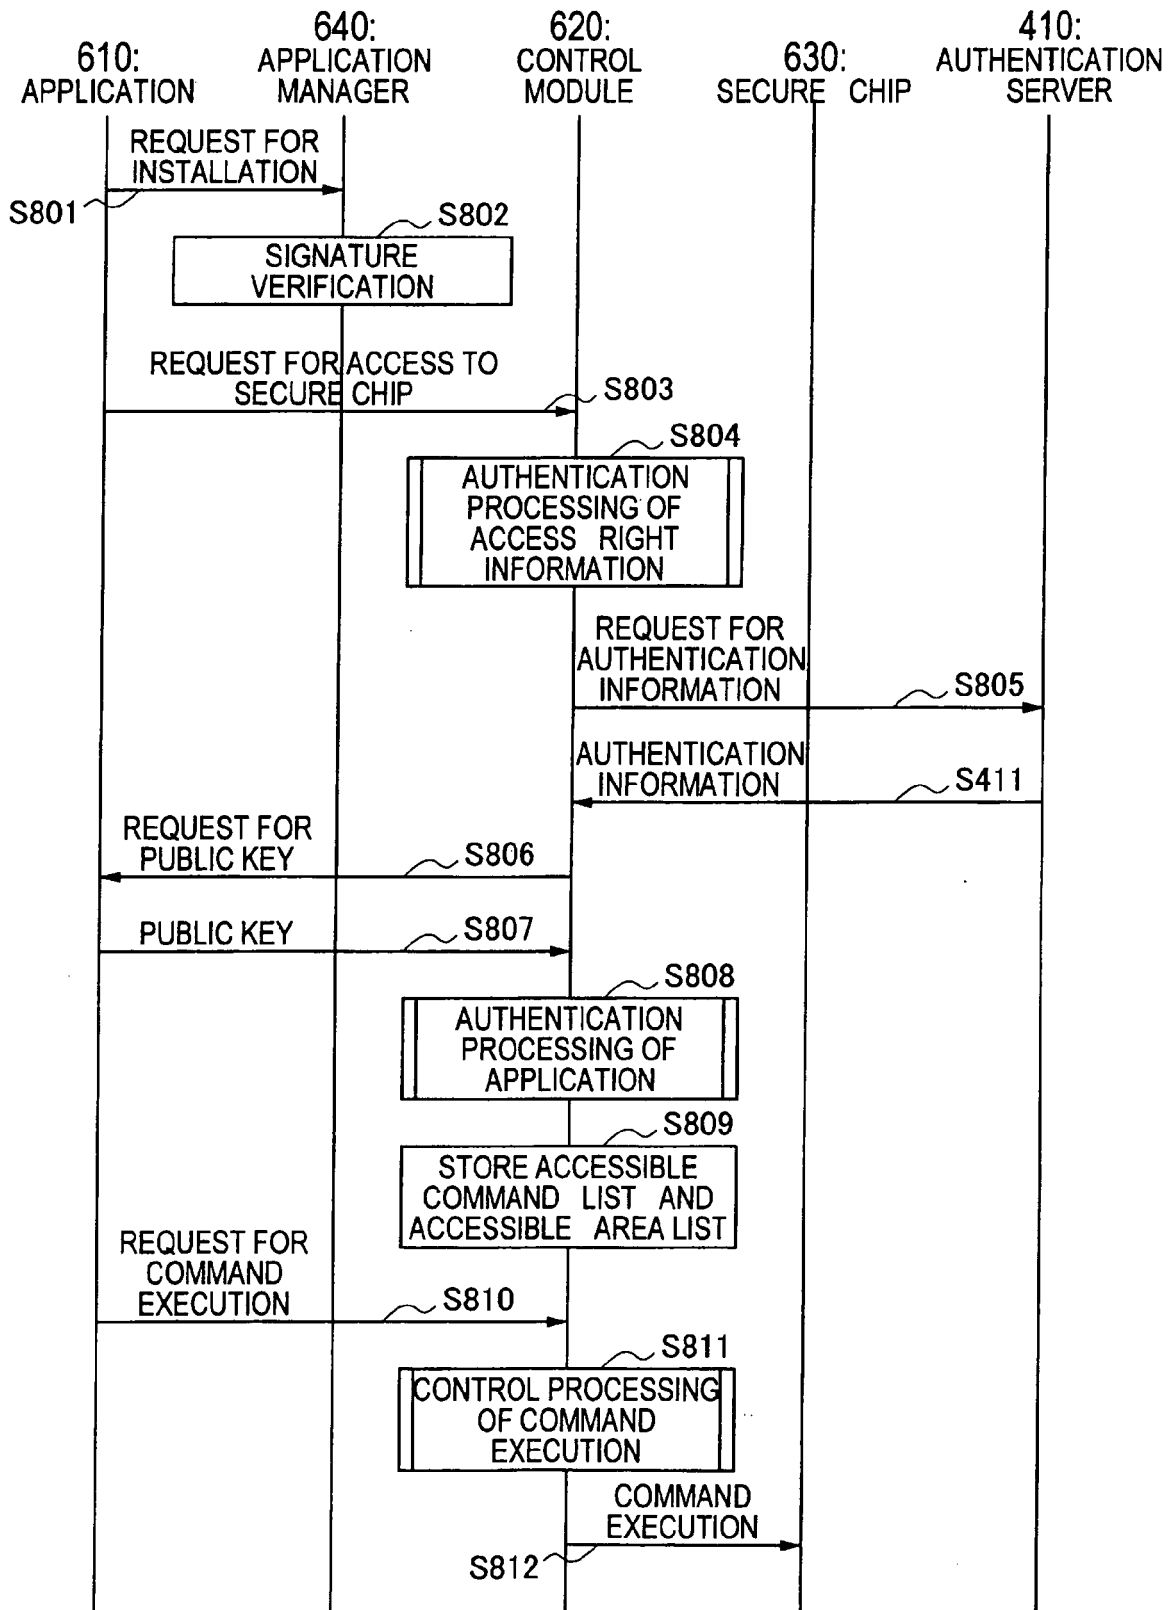 610:
APPLICATION
640:
APPLICATION
MANAGER
620:
CONTROL
MODULE
630:
SECURE CHIP
410:
AUTHENTICATION
SERVER
REQUEST FOR
INSTALLATION
S801
S802
SIGNATURE
VERIFICATION
REQUEST FOR ACCESS TO
SECURE CHIP
S803
S804
AUTHENTICATION
PROCESSING OF
ACCESS RIGHT
INFORMATION
REQUEST FOR
AUTHENTICATION
INFORMATION
S805
AUTHENTICATION
INFORMATION
S411
REQUEST FOR
PUBLIC KEY
S806
PUBLIC KEY
S807
S808
AUTHENTICATION
PROCESSING OF
APPLICATION
S809
STORE ACCESSIBLE
COMMAND LIST AND
ACCESSIBLE AREA LIST
REQUEST FOR
COMMAND
EXECUTION
S810
S811
CONTROL PROCESSING
OF COMMAND
EXECUTION
COMMAND
EXECUTION
S812